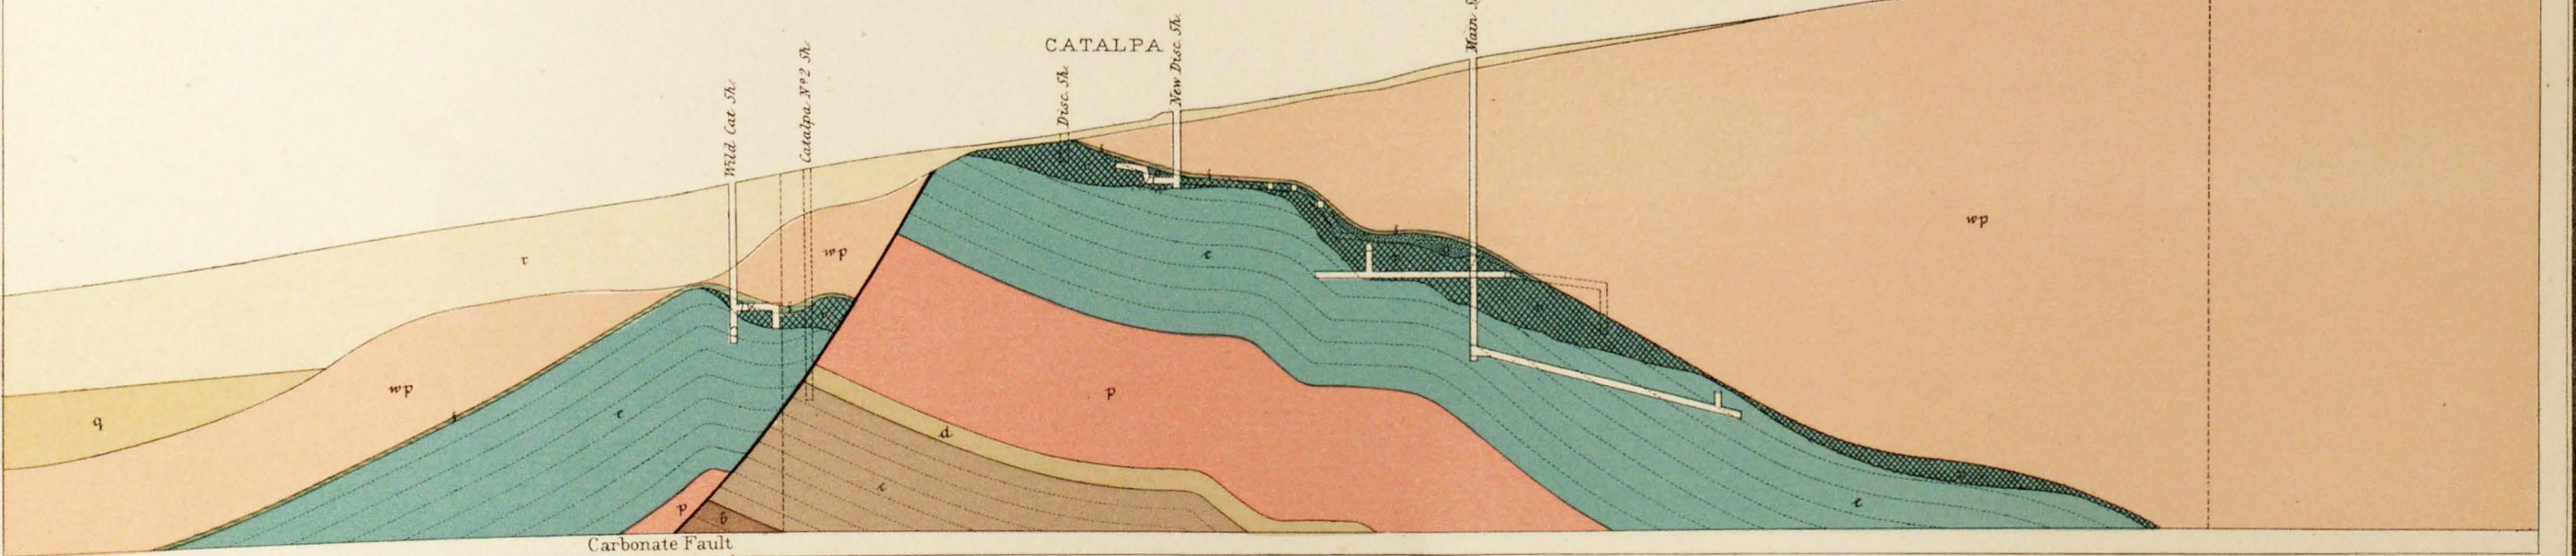 CATALPA
Wild Cat Sh.
Catalpa Nº 2 Sh.
Disc. Sh.
New Disc. Sh.
Main S
wp
wp
r
e
p
wp
q
i
e
d
c
p
b
e
Carbonate Fault